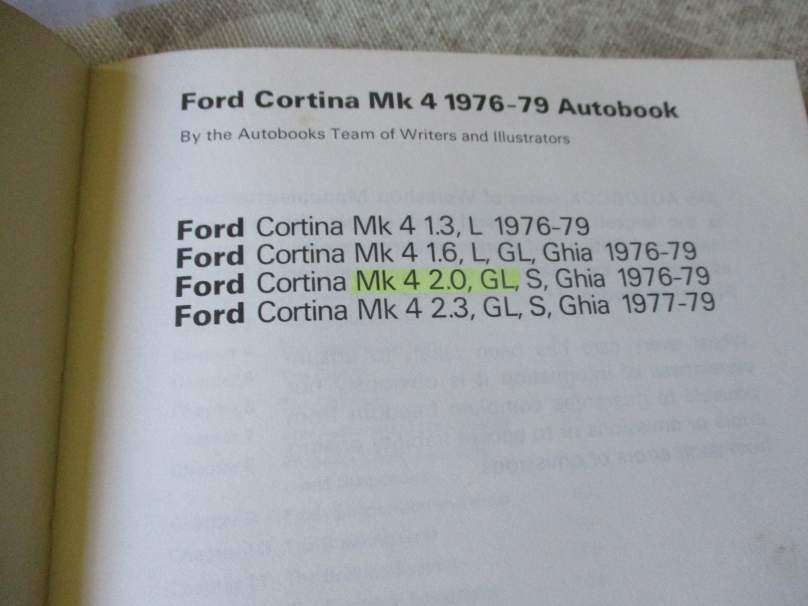 Ford Cortina Mk 4 1976-79 Autobook
By the Autobooks Team of Writers and Illustrators
Ford Cortina Mk 4 1.3, L 1976-79
Ford Cortina Mk 4 1.6, L, GL, Ghia 1976-79
Ford Cortina Mk 4 2.0, GL, S, Ghia 1976-79
Ford Cortina Mk 4 2.3, GL, S, Ghia 1977-79